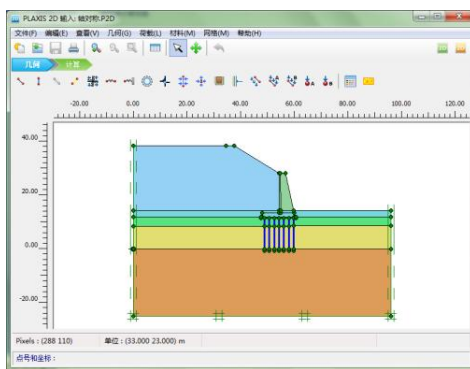 PLAXIS 2D 输入: 轴对称.P2D
文件(F) 编辑(E) 查看(V) 几何(G) 荷载(L) 材料(M) 网格(M) 帮助(H)
几何 计算
-20.00 0.00 20.00 40.00 60.00 80.00 100.00 120.00
40.00
20.00
0.00
-20.00
Pixels : (288 110) 单位 : (33.000 23.000) m
点号和坐标 :